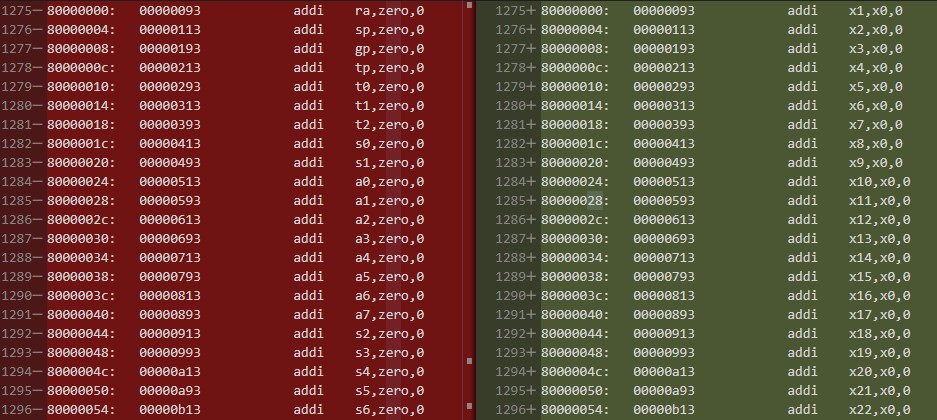 1275− 80000000: 00000093 addi ra,zero,0 1275+ 80000000: 00000093 addi x1,x0,0
1276− 80000004: 00000113 addi sp,zero,0 1276+ 80000004: 00000113 addi x2,x0,0
1277− 80000008: 00000193 addi gp,zero,0 1277+ 80000008: 00000193 addi x3,x0,0
1278− 8000000c: 00000213 addi tp,zero,0 1278+ 8000000c: 00000213 addi x4,x0,0
1279− 80000010: 00000293 addi t0,zero,0 1279+ 80000010: 00000293 addi x5,x0,0
1280− 80000014: 00000313 addi t1,zero,0 1280+ 80000014: 00000313 addi x6,x0,0
1281− 80000018: 00000393 addi t2,zero,0 1281+ 80000018: 00000393 addi x7,x0,0
1282− 8000001c: 00000413 addi s0,zero,0 1282+ 8000001c: 00000413 addi x8,x0,0
1283− 80000020: 00000493 addi s1,zero,0 1283+ 80000020: 00000493 addi x9,x0,0
1284− 80000024: 00000513 addi a0,zero,0 1284+ 80000024: 00000513 addi x10,x0,0
1285− 80000028: 00000593 addi a1,zero,0 1285+ 80000028: 00000593 addi x11,x0,0
1286− 8000002c: 00000613 addi a2,zero,0 1286+ 8000002c: 00000613 addi x12,x0,0
1287− 80000030: 00000693 addi a3,zero,0 1287+ 80000030: 00000693 addi x13,x0,0
1288− 80000034: 00000713 addi a4,zero,0 1288+ 80000034: 00000713 addi x14,x0,0
1289− 80000038: 00000793 addi a5,zero,0 1289+ 80000038: 00000793 addi x15,x0,0
1290− 8000003c: 00000813 addi a6,zero,0 1290+ 8000003c: 00000813 addi x16,x0,0
1291− 80000040: 00000893 addi a7,zero,0 1291+ 80000040: 00000893 addi x17,x0,0
1292− 80000044: 00000913 addi s2,zero,0 1292+ 80000044: 00000913 addi x18,x0,0
1293− 80000048: 00000993 addi s3,zero,0 1293+ 80000048: 00000993 addi x19,x0,0
1294− 8000004c: 00000a13 addi s4,zero,0 1294+ 8000004c: 00000a13 addi x20,x0,0
1295− 80000050: 00000a93 addi s5,zero,0 1295+ 80000050: 00000a93 addi x21,x0,0
1296− 80000054: 00000b13 addi s6,zero,0 1296+ 80000054: 00000b13 addi x22,x0,0